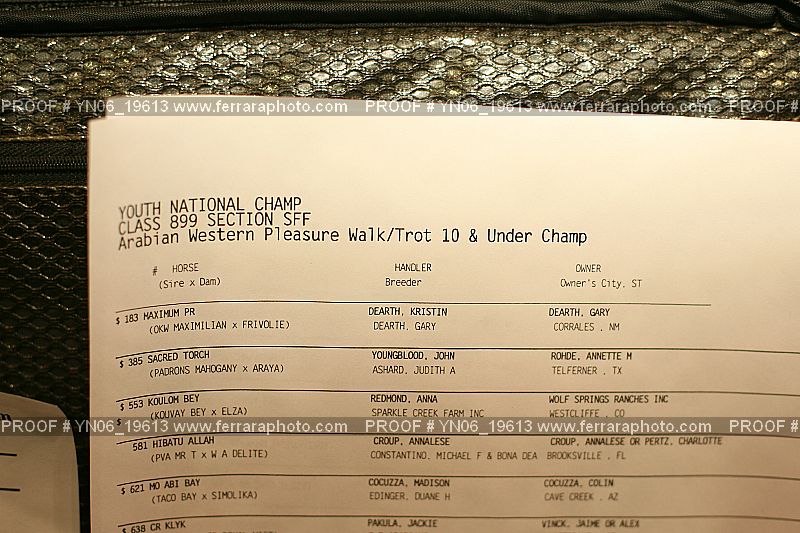 PROOF # YN06_19613 www.ferraraphoto.com PROOF # YN06_19613 www.ferraraphoto.com PROOF # YN
YOUTH NATIONAL CHAMP
CLASS 899 SECTION SFF
Arabian Western Pleasure Walk/Trot 10 & Under Champ
# HORSE HANDLER OWNER
(Sire x Dam) Breeder Owner's City, ST
$ 183 MAXIMUM PR DEARTH, KRISTIN DEARTH, GARY
(OKW MAXIMILIAN x FRIVOLIE) DEARTH, GARY CORRALES , NM
$ 385 SACRED TORCH YOUNGBLOOD, JOHN ROHDE, ANNETTE M
(PADRONS MAHOGANY x ARAYA) ASHARD, JUDITH A TELFERNER , TX
$ 553 KOULOM BEY REDMOND, ANNA WOLF SPRINGS RANCHES INC
$ (KOUVAY BEY x ELZA) SPARKLE CREEK FARM INC WESTCLIFFE , CO
PROOF # YN06_19613 www.ferraraphoto.com PROOF # YN06_19613 www.ferraraphoto.com PROOF # YN
581 HIBATU ALLAH CROUP, ANNALESE CROUP, ANNALESE OR PERTZ, CHARLOTTE
(PVA MR T x W A DELITE) CONSTANTINO, MICHAEL F & BONA DEA BROOKSVILLE , FL
$ 621 MO ABI BAY COCUZZA, MADISON COCUZZA, COLIN
(TACO BAY x SIMOLIKA) EDINGER, DUANE H CAVE CREEK , AZ
$ 638 CR KLYK PAKULA, JACKIE VINCK, JAIME OR ALEX